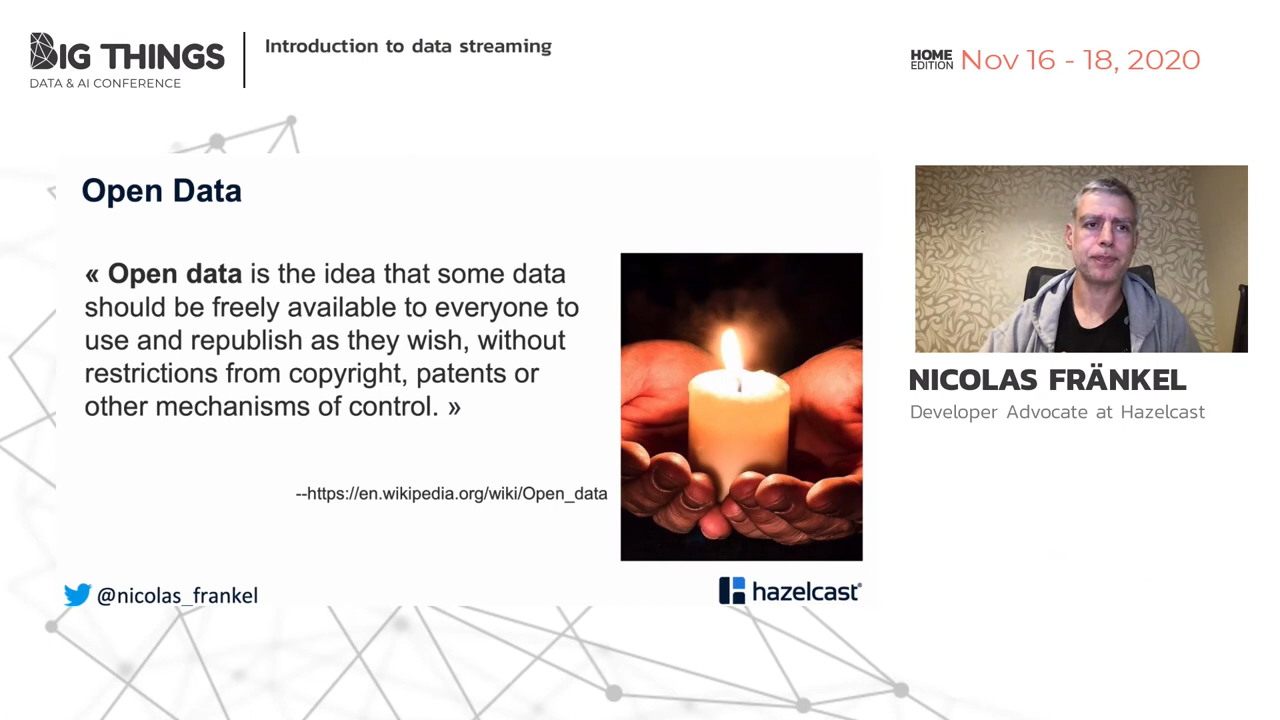 BIG THINGS
DATA & AI CONFERENCE
Introduction to data streaming
HOME
EDITION
Nov 16 - 18, 2020
Open Data
« Open data is the idea that some data
should be freely available to everyone to
use and republish as they wish, without
restrictions from copyright, patents or
other mechanisms of control. »
--https://en.wikipedia.org/wiki/Open_data
@nicolas_frankel
hazelcast
NICOLAS FRÄNKEL
Developer Advocate at Hazelcast